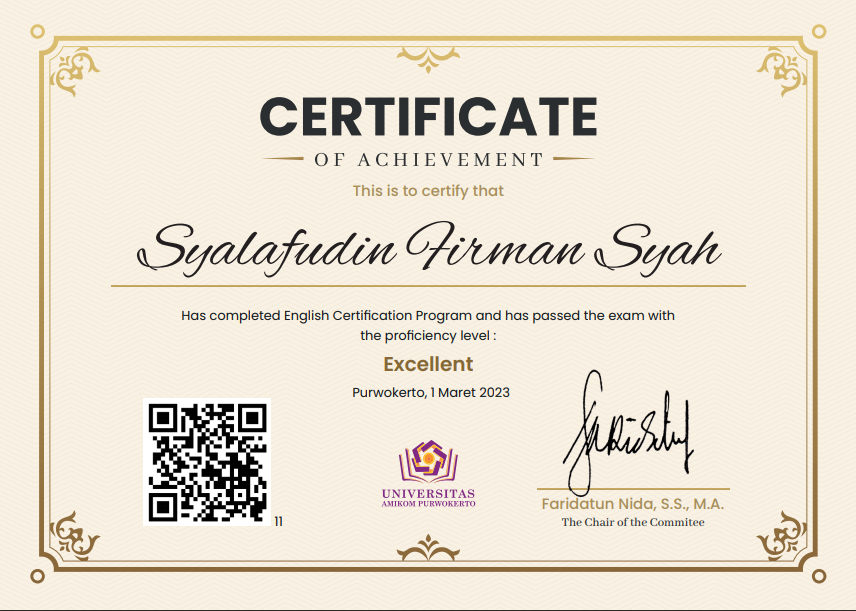 CERTIFICATE
OF ACHIEVEMENT
This is to certify that
Syalafudin Firman Syah
Has completed English Certification Program and has passed the exam with
the proficiency level :
Excellent
Purwokerto, 1 Maret 2023
11
UNIVERSITAS
AMIKOM PURWOKERTO
Faridatun Nida, S.S., M.A.
The Chair of the Commitee